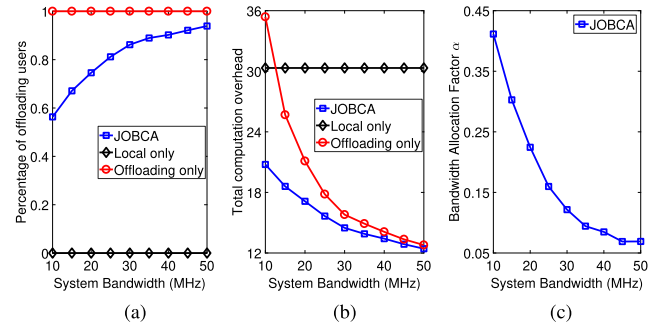 Percentage of offloading users
1
0.8
0.6
0.4
0.2
0
JOBCA
Local only
Offloading only
10 20 30 40 50
System Bandwidth (MHz)
(a)
Total computation overhead
36
30
24
18
12
JOBCA
Local only
Offloading only
10 20 30 40 50
System Bandwidth (MHz)
(b)
Bandwidth Allocation Factor α
0.45
0.35
0.25
0.15
0.05
JOBCA
10 20 30 40 50
System Bandwidth (MHz)
(c)